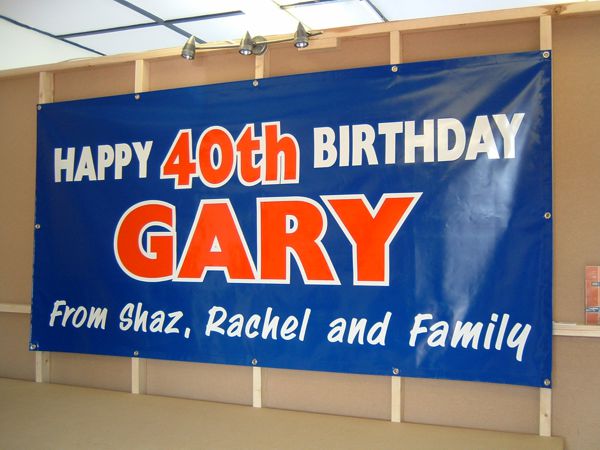 HAPPY 40th BIRTHDAY
GARY
From Shaz, Rachel and Family